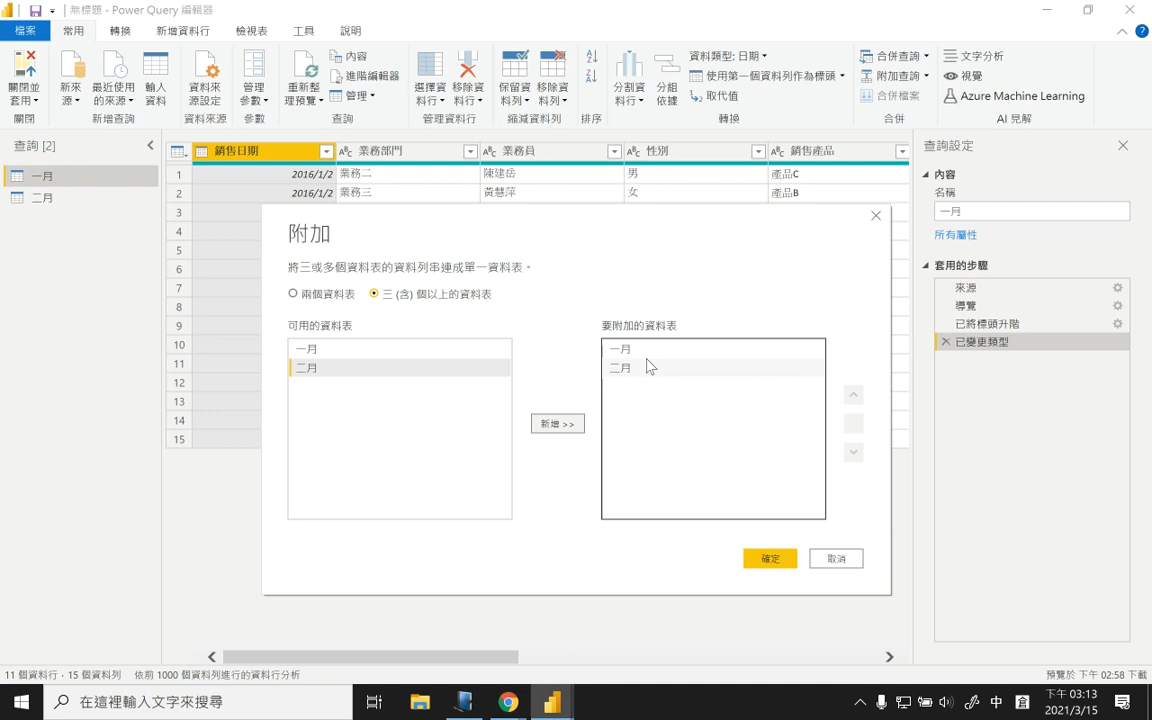 無標題 - Power Query 編輯器
檔案 常用 轉換 新增資料行 檢視表 工具 說明
關閉並套用 新來源 最近使用的來源 輸入資料 資料來源設定 管理參數 重新整理預覽 內容 進階編輯器 管理 選擇資料行 移除資料行 保留資料列 移除資料列 分割資料行 分組依據 資料類型: 日期 使用第一個資料列作為標頭 取代值 合併查詢 附加查詢 合併檔案 文字分析 視覺 Azure Machine Learning
關閉 新增查詢 資料來源 參數 查詢 管理資料行 縮減資料列 排序 轉換 合併 AI 見解
查詢 [2]
一月
二月
銷售日期 業務部門 業務員 性別 銷售產品
1 2016/1/2 業務二 陳建岳 男 產品C
2 2016/1/2 業務三 黃慧萍 女 產品B
3
4
5
6
7
8
9
10
11
12
13
14
15
附加
將三或多個資料表的資料列串連成單一資料表。
兩個資料表 三 (含) 個以上的資料表
可用的資料表
一月
二月
新增 >>
要附加的資料表
一月
二月
確定 取消
查詢設定
內容
名稱
一月
所有屬性
套用的步驟
來源
導覽
已將標頭升階
已變更類型
11 個資料行，15 個資料列 依前 1000 個資料列進行的資料行分析 預覽於 下午 02:58 下載
在這裡輸入文字來搜尋
中
倉
下午 03:13
2021/3/15